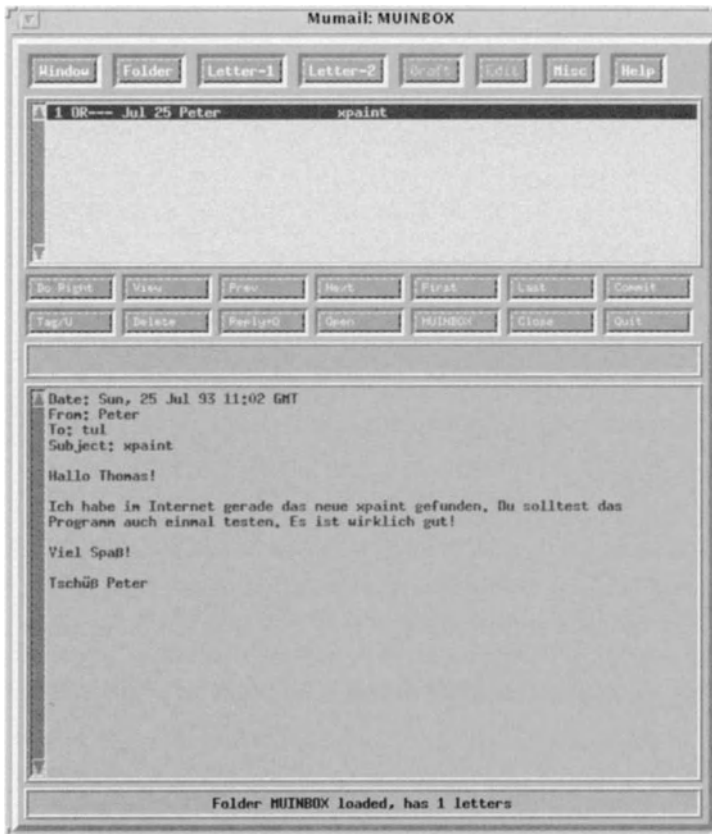 Mumail: MUINBOX
Window Folder Letter-1 Letter-2 Draft Edit Misc Help
1 OR--- Jul 25 Peter xpaint
Do Right View Prev Next First Last Commit
Tag/U Delete Reply+Q Open MUINBOX Close Quit
Date: Sun, 25 Jul 93 11:02 GMT
From: Peter
To: tul
Subject: xpaint
Hallo Thomas!
Ich habe im Internet gerade das neue xpaint gefunden. Du solltest das
Programm auch einmal testen. Es ist wirklich gut!
Viel Spaß!
Tschüß Peter
Folder MUINBOX loaded, has 1 letters